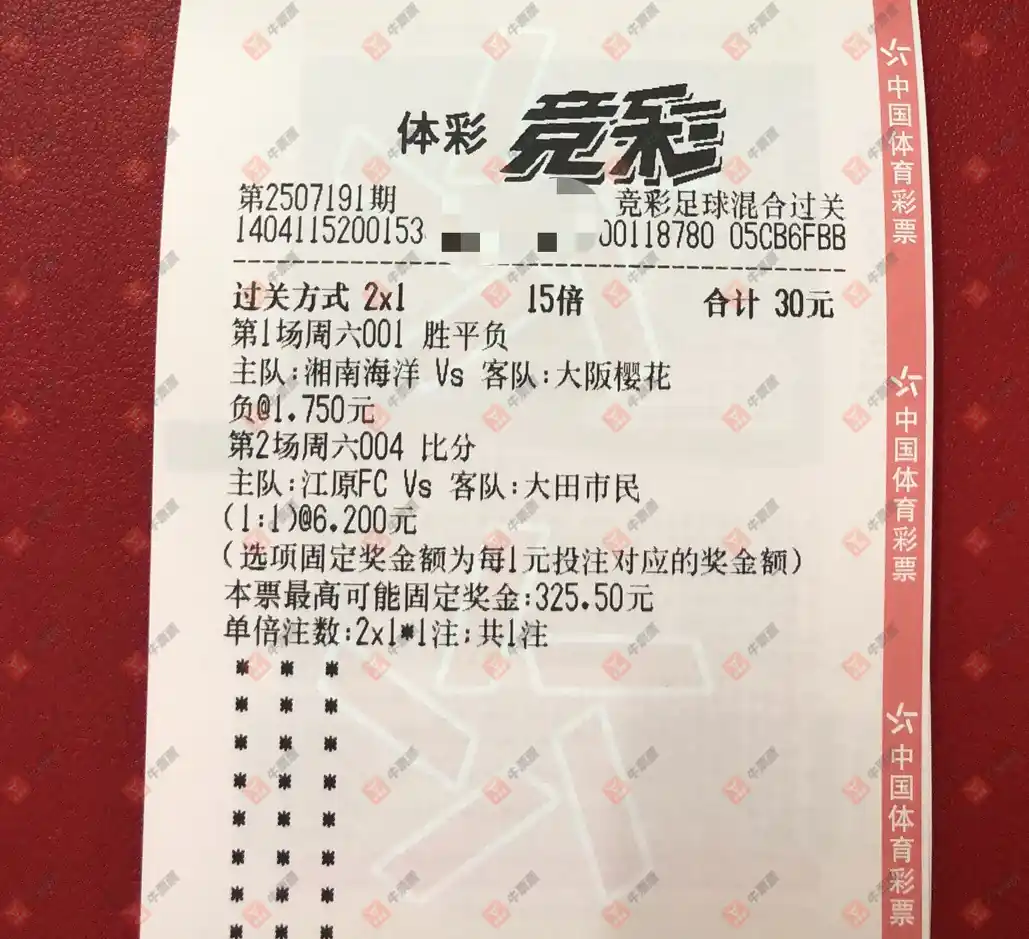 体彩 竞彩
第2507191期 竞彩足球混合过关
1404115200153 00118780 05CB6FBB
过关方式 2x1 15倍 合计 30元
第1场周六001 胜平负
主队:湘南海洋 Vs 客队:大阪樱花
负@1.750元
第2场周六004 比分
主队:江原FC Vs 客队:大田市民
(1:1)@6.200元
(选项固定奖金额为每1元投注对应的奖金额)
本票最高可能固定奖金:325.50元
单倍注数:2x1*1注;共1注
* * *
* * *
* * *
* * *
* * *
* * *
* * *
* * *
中国体育彩票
中国体育彩票
中国体育彩票